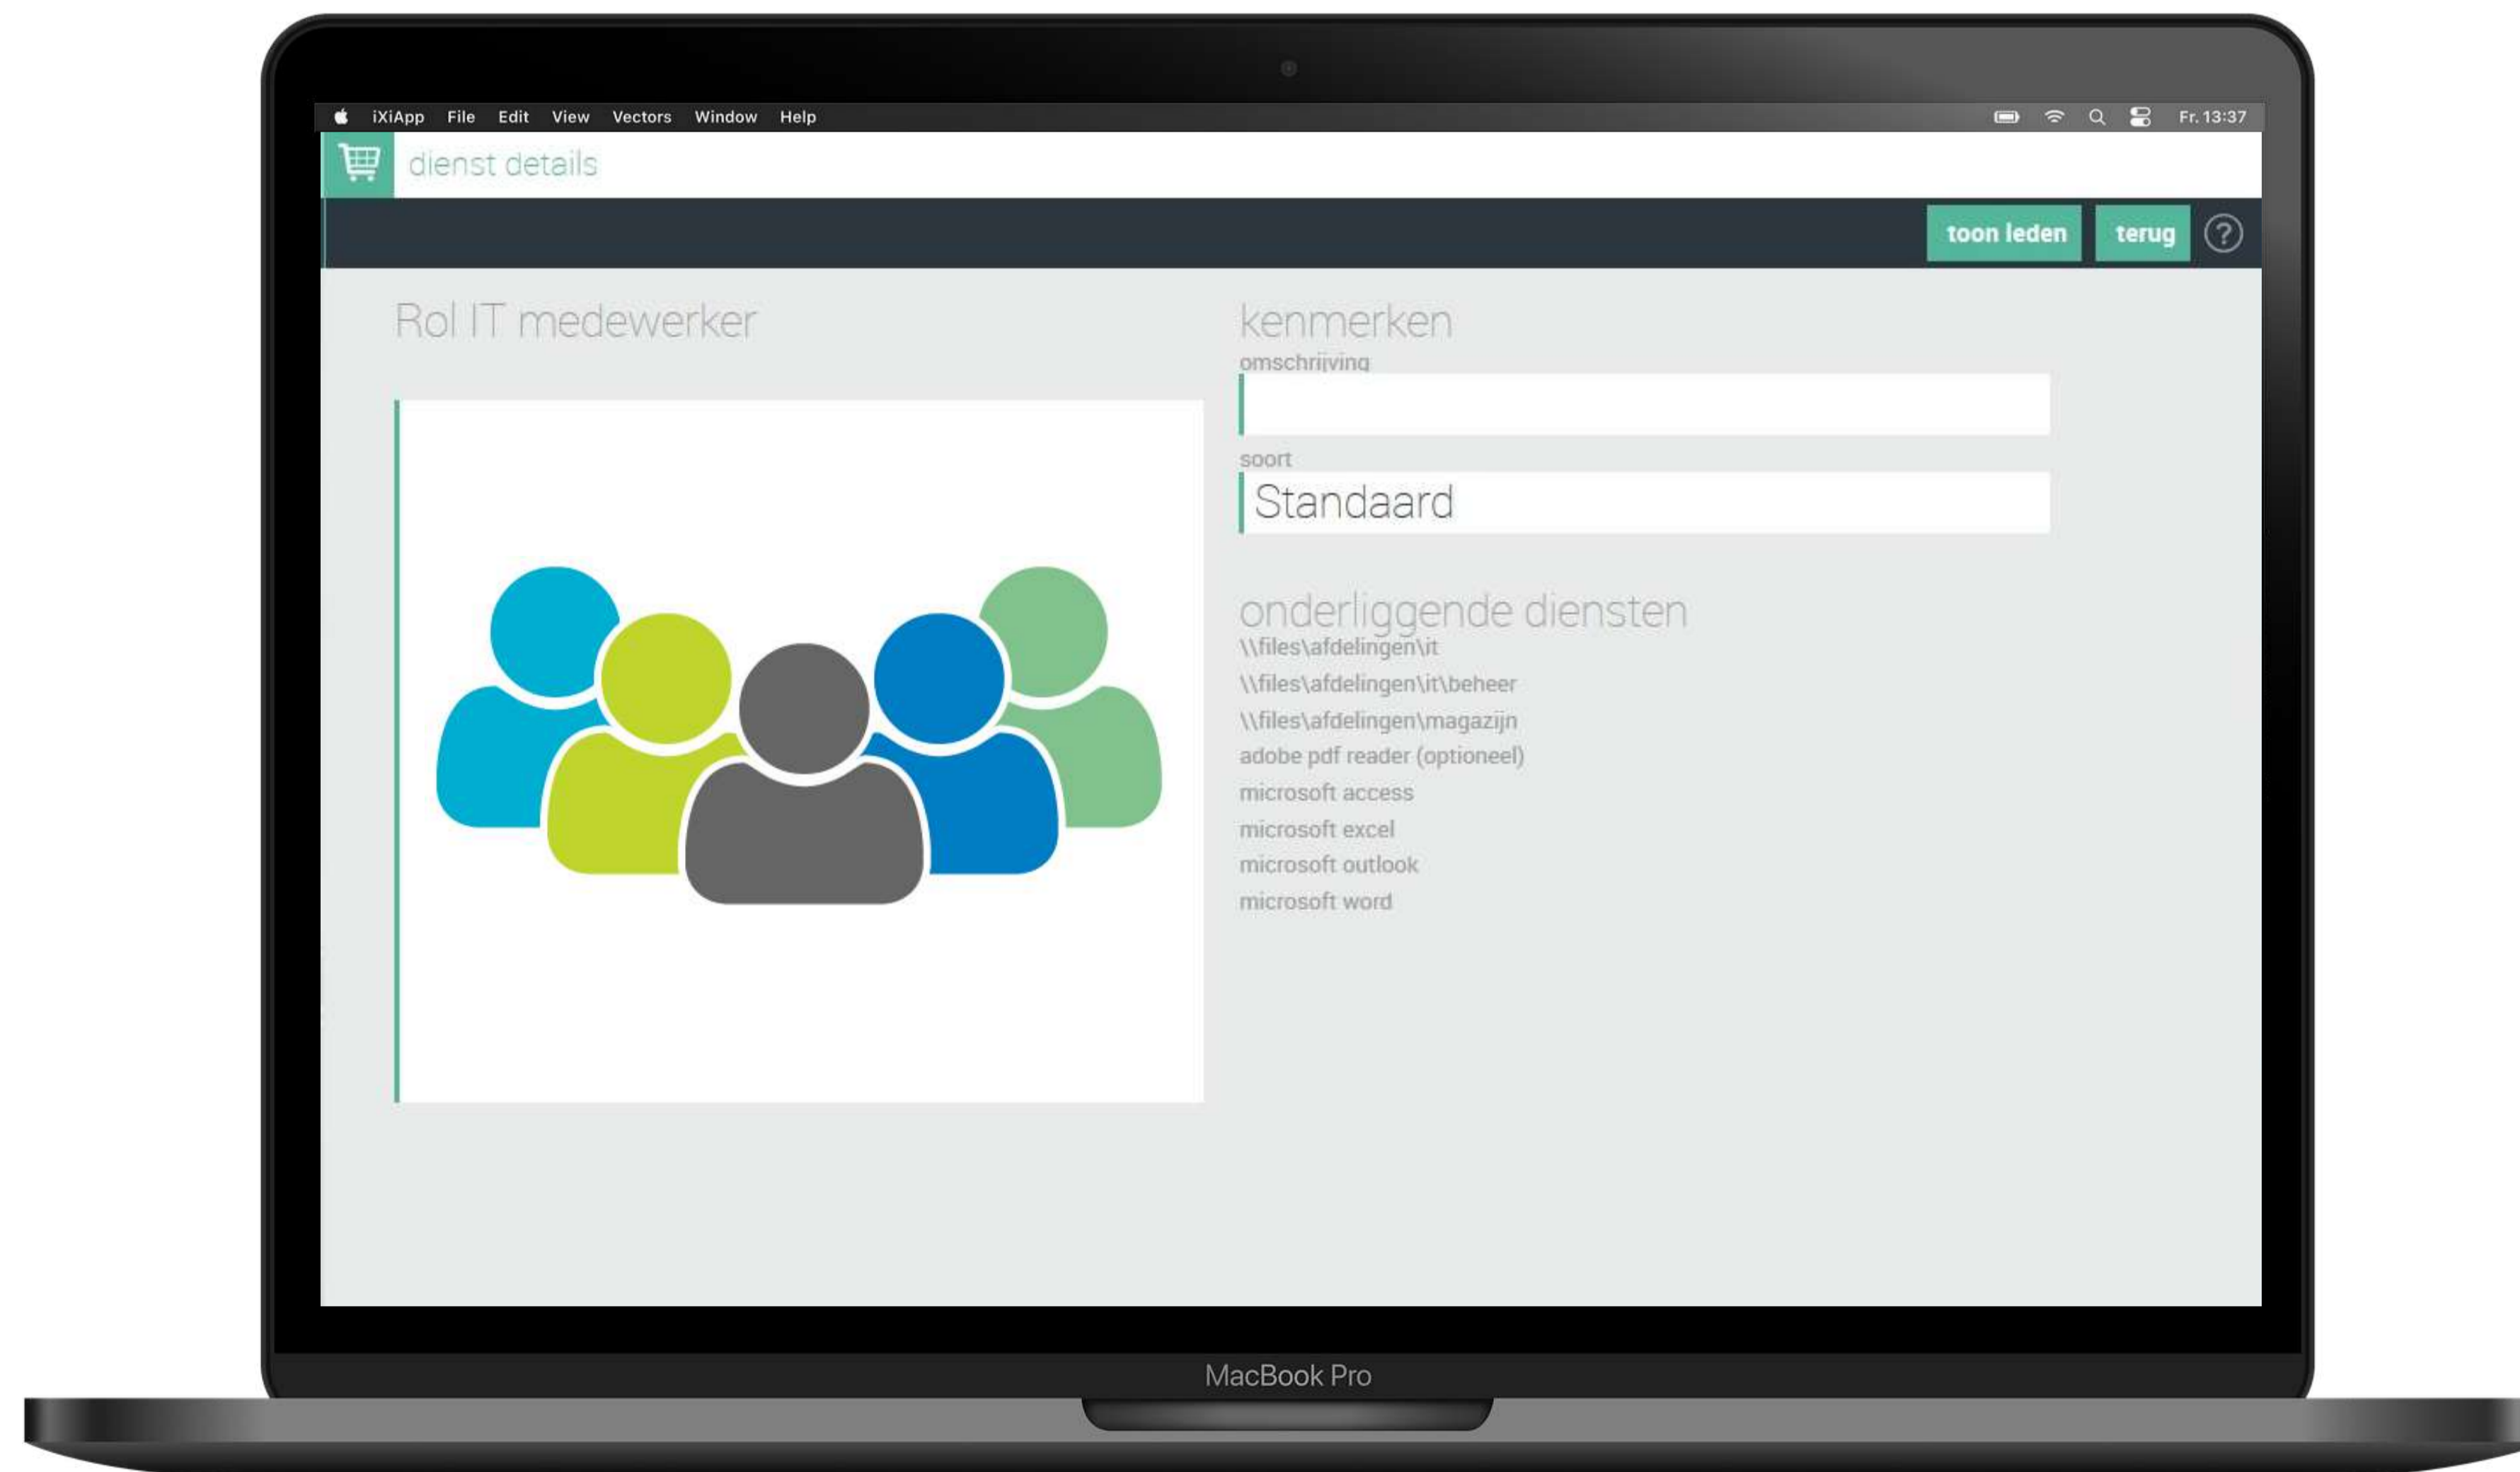 iXiApp File Edit View Vectors Window Help Fr. 13:37
dienst details
toon leden terug ?
Rol IT medewerker
kenmerken
omschrijving
soort
Standaard
onderliggende diensten
\\files\afdelingen\it
\\files\afdelingen\it\beheer
\\files\afdelingen\magazijn
adobe pdf reader (optioneel)
microsoft access
microsoft excel
microsoft outlook
microsoft word
MacBook Pro